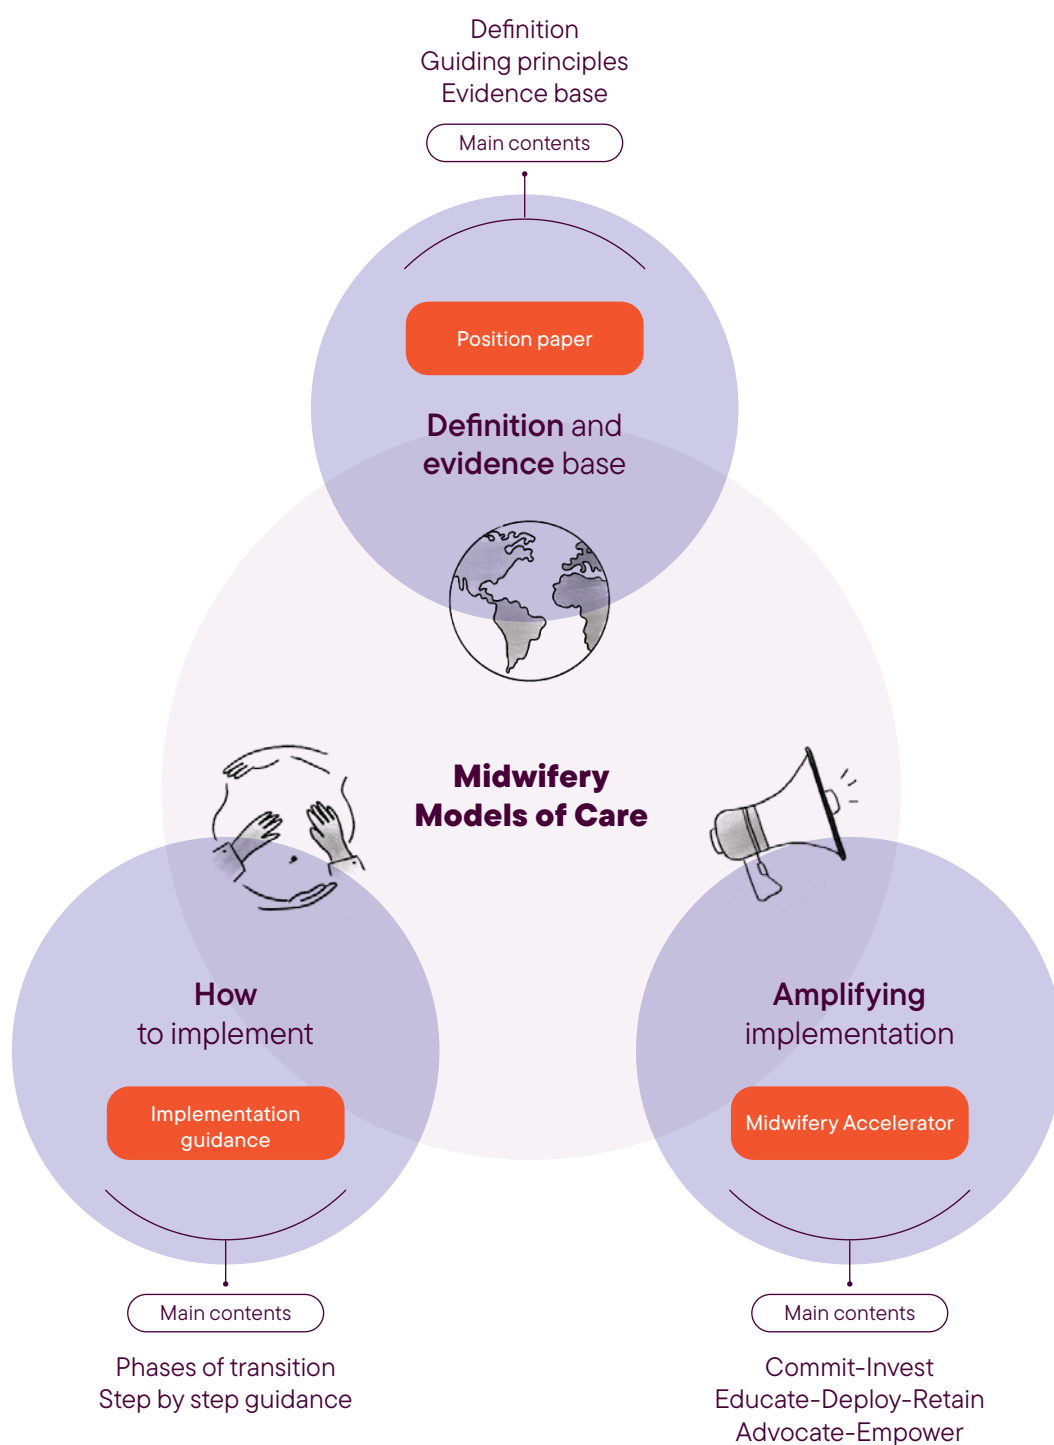 Definition
Guiding principles
Evidence base
Main contents
Position paper
Definition and
evidence base
Midwifery
Models of Care
How
to implement
Implementation
guidance
Main contents
Phases of transition
Step by step guidance
Amplifying
implementation
Midwifery Accelerator
Main contents
Commit-Invest
Educate-Deploy-Retain
Advocate-Empower